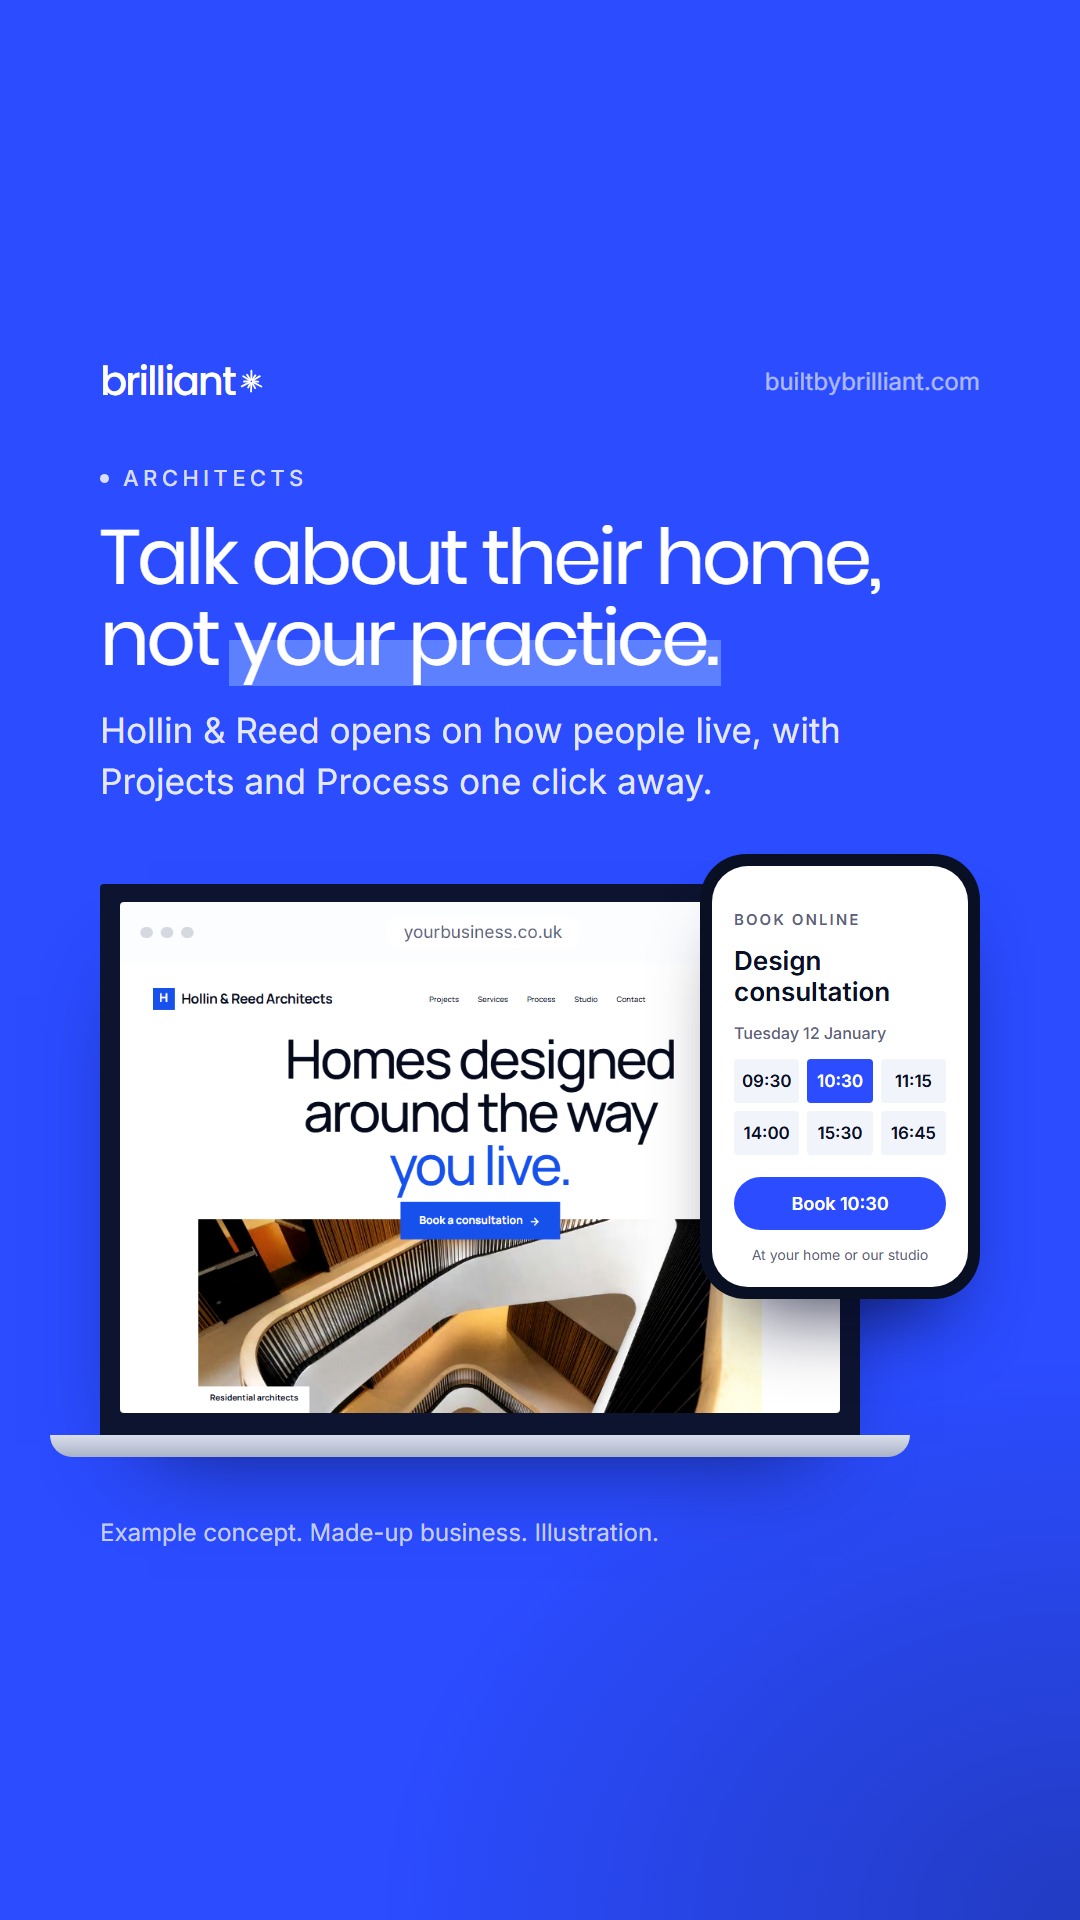 brilliant
builtbybrilliant.com
ARCHITECTS
Talk about their home,
not your practice.
Hollin & Reed opens on how people live, with
Projects and Process one click away.
yourbusiness.co.uk
H Hollin & Reed Architects
Projects Services Process Studio Contact
Homes designed
around the way
you live.
Book a consultation →
Residential architects
BOOK ONLINE
Design
consultation
Tuesday 12 January
09:30 10:30 11:15
14:00 15:30 16:45
Book 10:30
At your home or our studio
Example concept. Made-up business. Illustration.